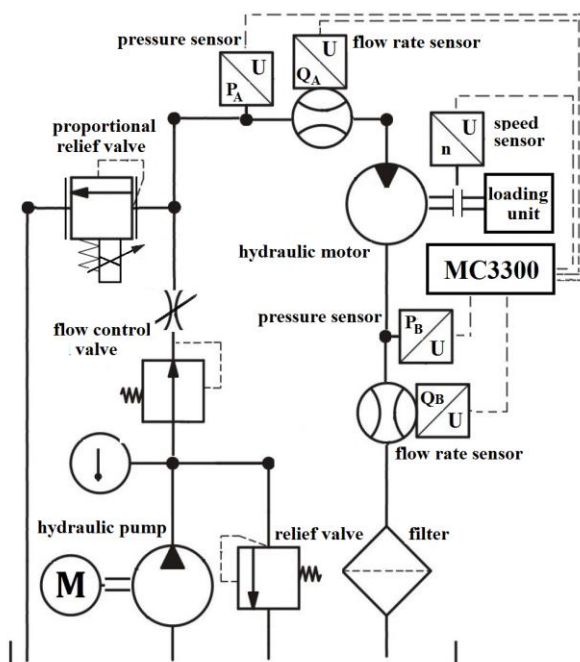 pressure sensor
flow rate sensor
U
P_A
U
Q_A
proportional
relief valve
U
n
speed
sensor
loading
unit
hydraulic motor
MC3300
flow control
valve
pressure sensor
P_B
U
QB
U
flow rate sensor
hydraulic pump
relief valve
filter
M